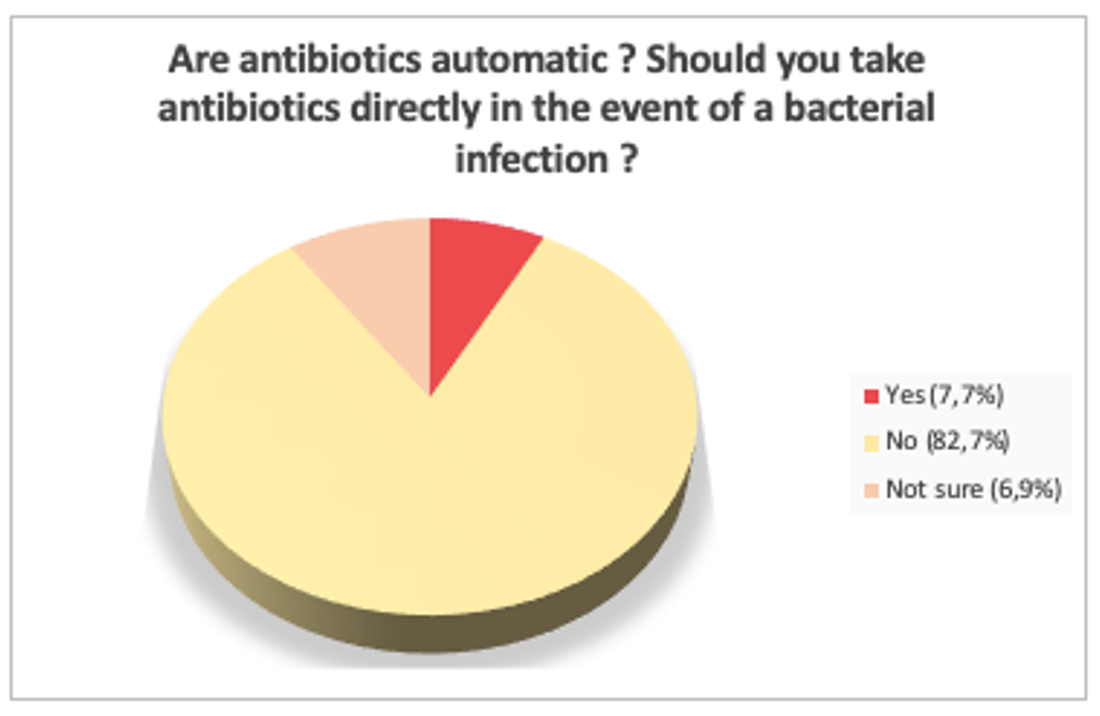 Are antibiotics automatic ? Should you take
antibiotics directly in the event of a bacterial
infection ?
Yes (7,7%)
No (82,7%)
Not sure (6,9%)